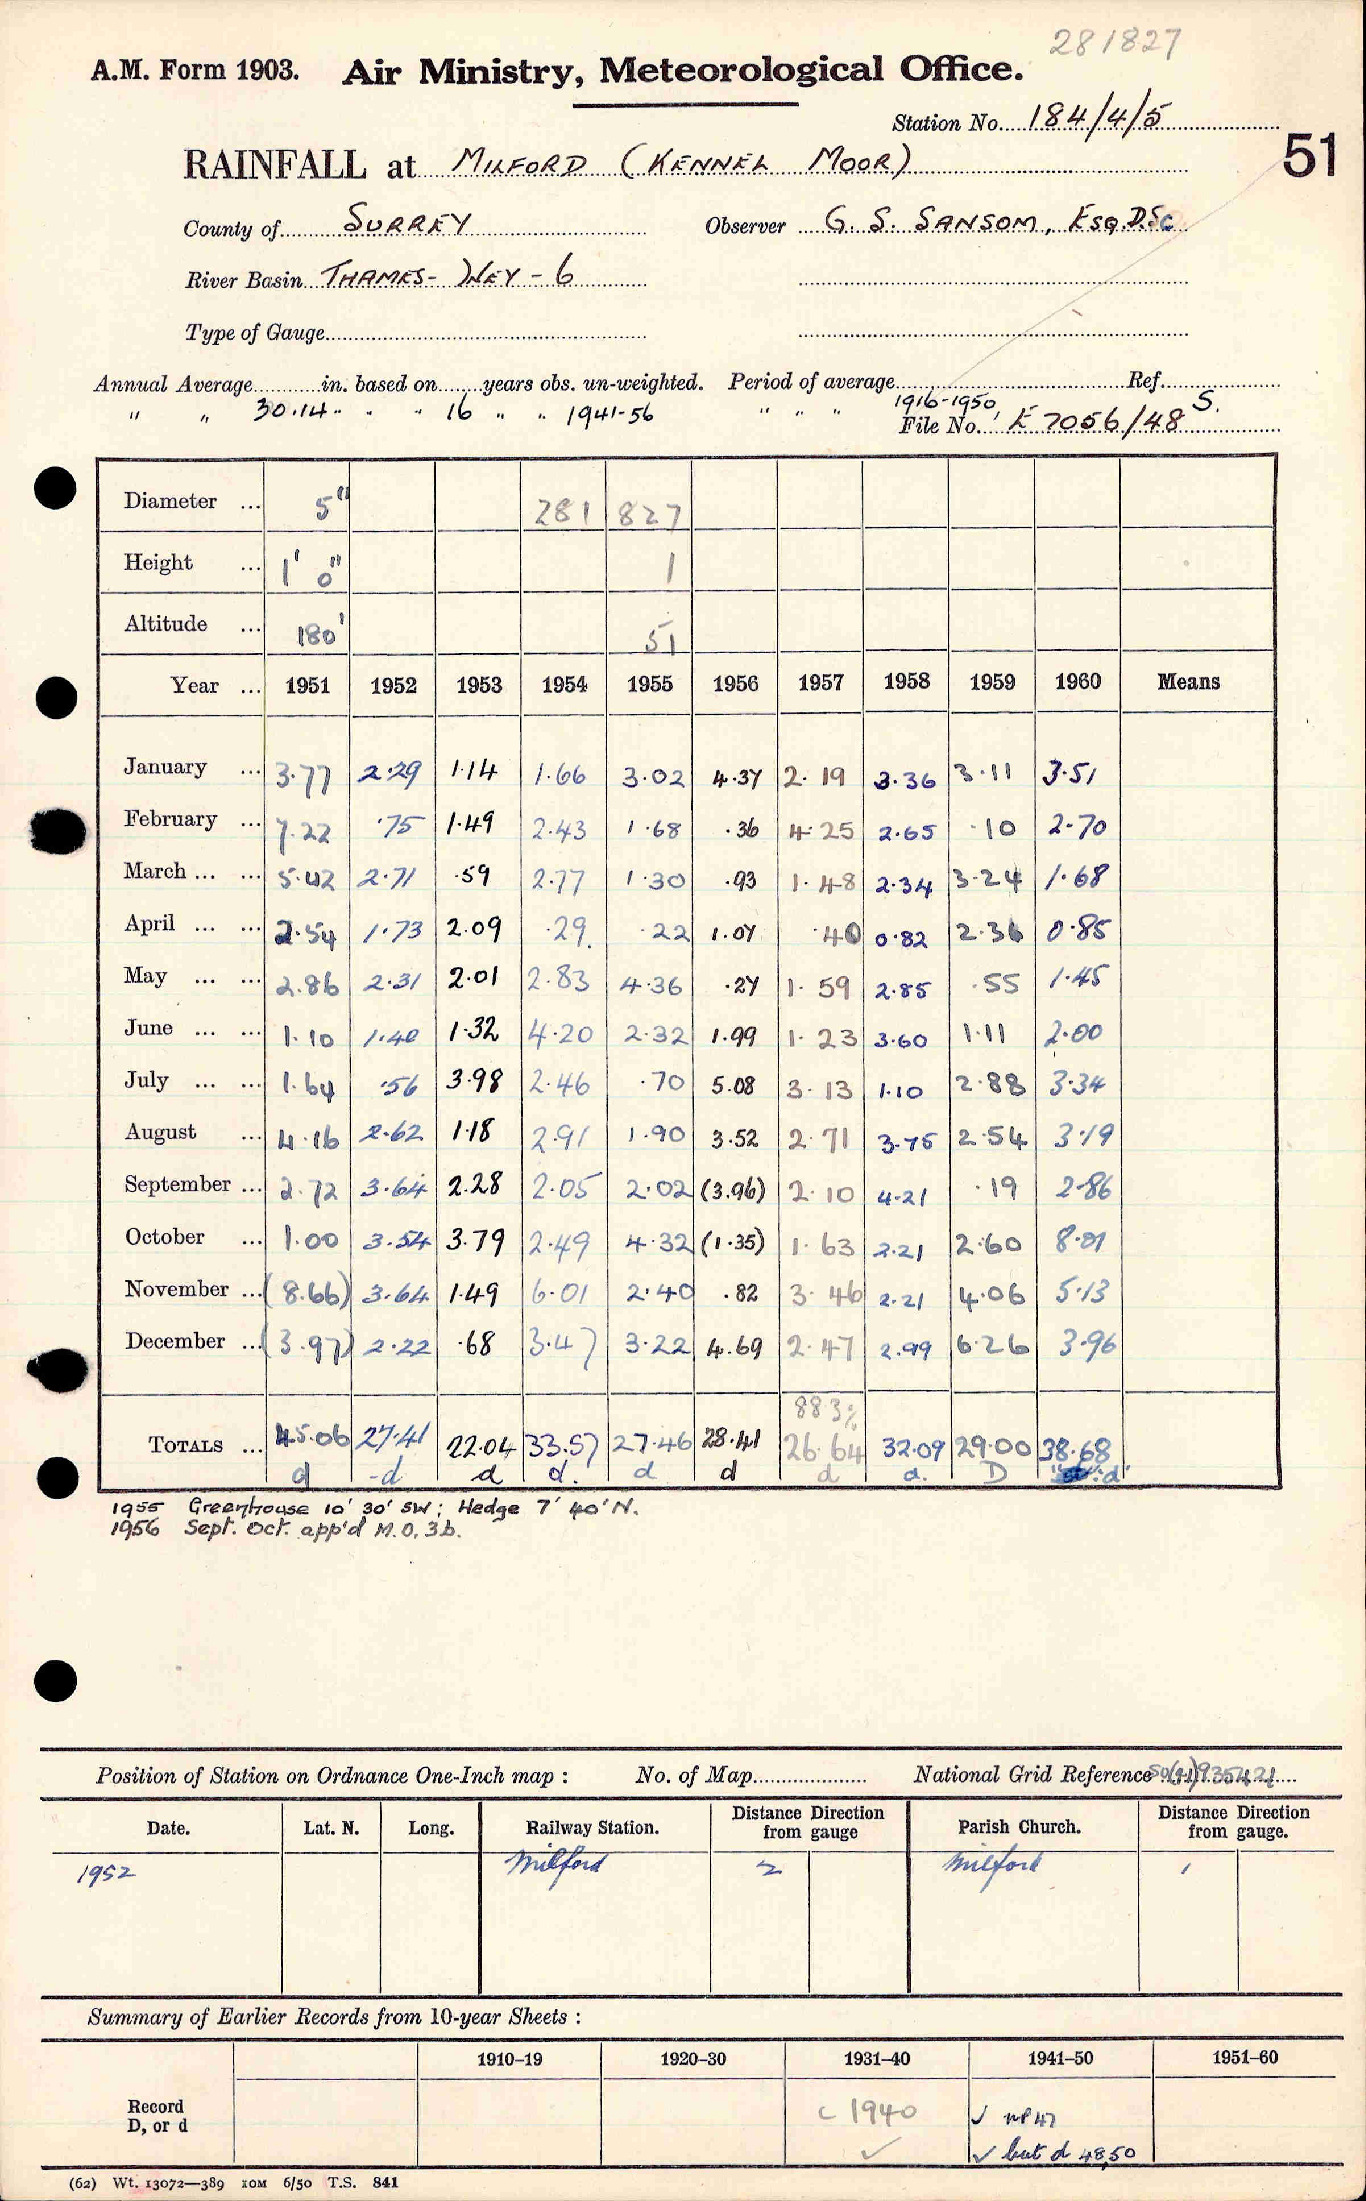 281827
A.M. Form 1903. Air Ministry, Meteorological Office.
Station No. 184/4/5
51
RAINFALL at MILFORD (KENNEL MOOR)
County of SURREY Observer G. S. SANSOM, ESQ. D.Sc
River Basin THAMES - WEY - 6
Type of Gauge
Annual Average in. based on years obs. un-weighted. Period of average Ref.
" " 30.14 " " " 16 " " 1941-56 " " " 1916-1950 S.
File No. E 7056/48
Diameter ... 5" 281 827
Height ... 1' 0" 1
Altitude ... 180' 51
Year ... 1951 1952 1953 1954 1955 1956 1957 1958 1959 1960 Means
January ... 3.77 2.29 1.14 1.66 3.02 4.37 2.19 3.36 3.11 3.51
February ... 7.22 .75 1.49 2.43 1.68 .36 4.25 2.65 .10 2.70
March ... ... 5.42 2.71 .59 2.77 1.30 .93 1.48 2.34 3.24 1.68
April ... ... 2.54 1.73 2.09 .29 .22 1.07 .40 0.82 2.36 0.85
May ... ... 2.86 2.31 2.01 2.83 4.36 .27 1.59 2.85 .55 1.45
June ... ... 1.10 1.40 1.32 4.20 2.32 1.99 1.23 3.60 1.11 2.00
July ... ... 1.64 .56 3.98 2.46 .70 5.08 3.13 1.10 2.88 3.34
August ... 4.16 2.62 1.18 2.91 1.90 3.52 2.71 3.75 2.54 3.19
September ... 2.72 3.64 2.28 2.05 2.02 (3.96) 2.10 4.21 .19 2.86
October ... 1.00 3.54 3.79 2.49 4.32 (1.35) 1.63 2.21 2.60 8.01
November ... (8.66) 3.64 1.49 6.01 2.40 .82 3.46 2.21 4.06 5.13
December ... (3.97) 2.22 .68 3.47 3.22 4.69 2.47 2.99 6.26 3.96
883%
TOTALS ... 45.06 27.41 22.04 33.57 27.46 28.41 26.64 32.09 29.00 38.68
d d d d. d d d d. D "d"
1955 Greenhouse 10' 30' SW; Hedge 7' 40' N.
1956 Sept. Oct. app'd M.O. 3b.
Position of Station on Ordnance One-Inch map : No. of Map National Grid Reference
Date. Lat. N. Long. Railway Station. Distance Direction from gauge Parish Church. Distance Direction from gauge.
1952 Milford 2 Milford 1
Summary of Earlier Records from 10-year Sheets :
1910–19 1920–30 1931–40 1941–50 1951–60
Record D, or d c 1940 ✓ ✓ np 47
✓ but d 48,50
(62) Wt. 13072—389 10M 6/50 T.S. 841